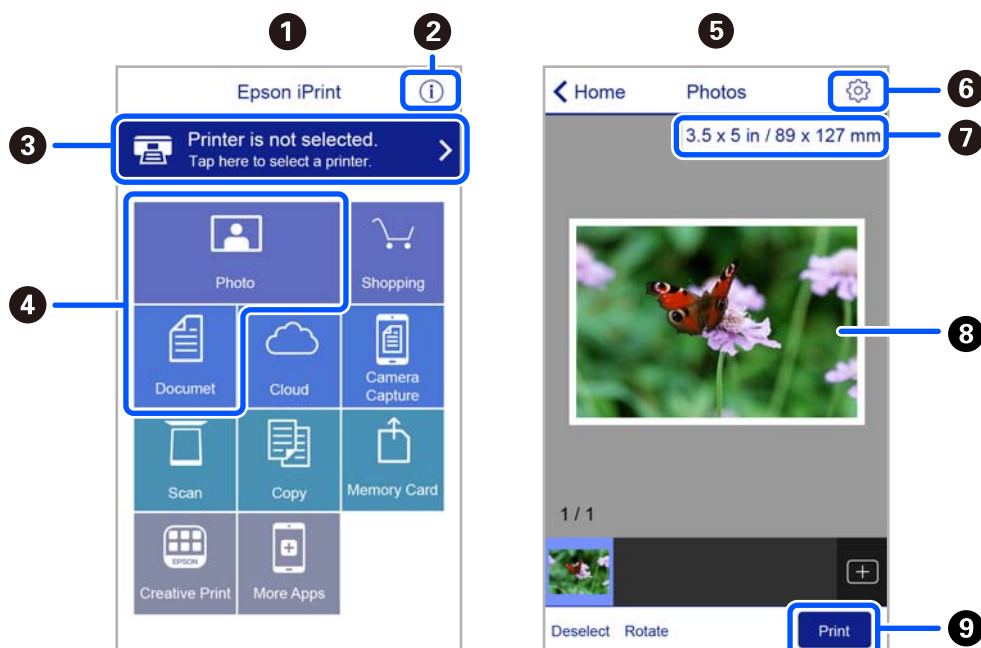 1
2
5
Epson iPrint
i
Home
Photos
6
3
Printer is not selected.
Tap here to select a printer.
3.5 x 5 in / 89 x 127 mm
7
4
Photo
Shopping
8
Documet
Cloud
Camera
Capture
Scan
Copy
Memory Card
1 / 1
EPSON
Creative Print
More Apps
Deselect
Rotate
Print
9